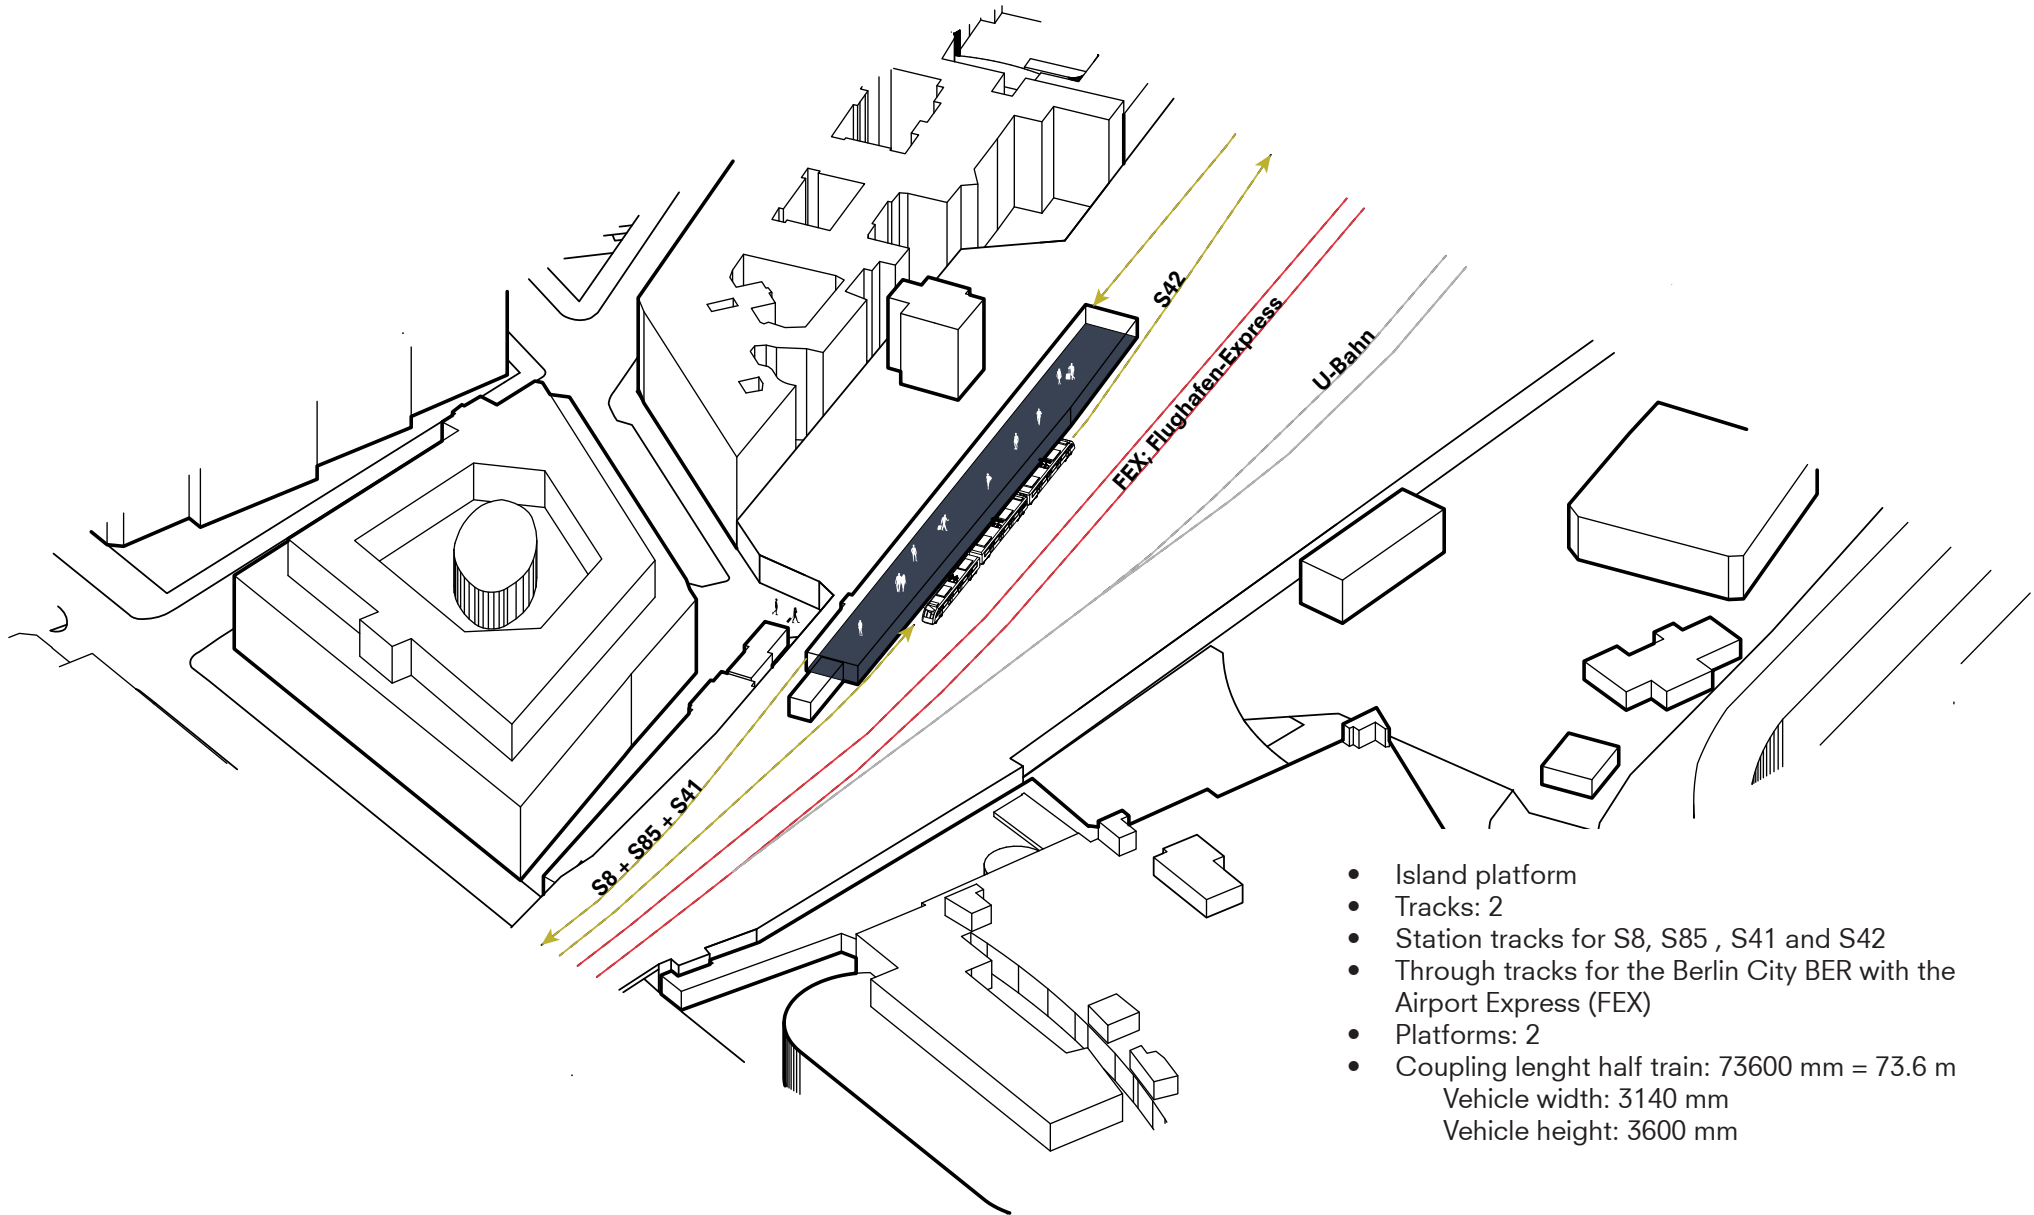 S42
FEX; Flughafen-Express
U-Bahn
S8 + S85 + S41
• Island platform
• Tracks: 2
• Station tracks for S8, S85 , S41 and S42
• Through tracks for the Berlin City BER with the
Airport Express (FEX)
• Platforms: 2
• Coupling lenght half train: 73600 mm = 73.6 m
Vehicle width: 3140 mm
Vehicle height: 3600 mm